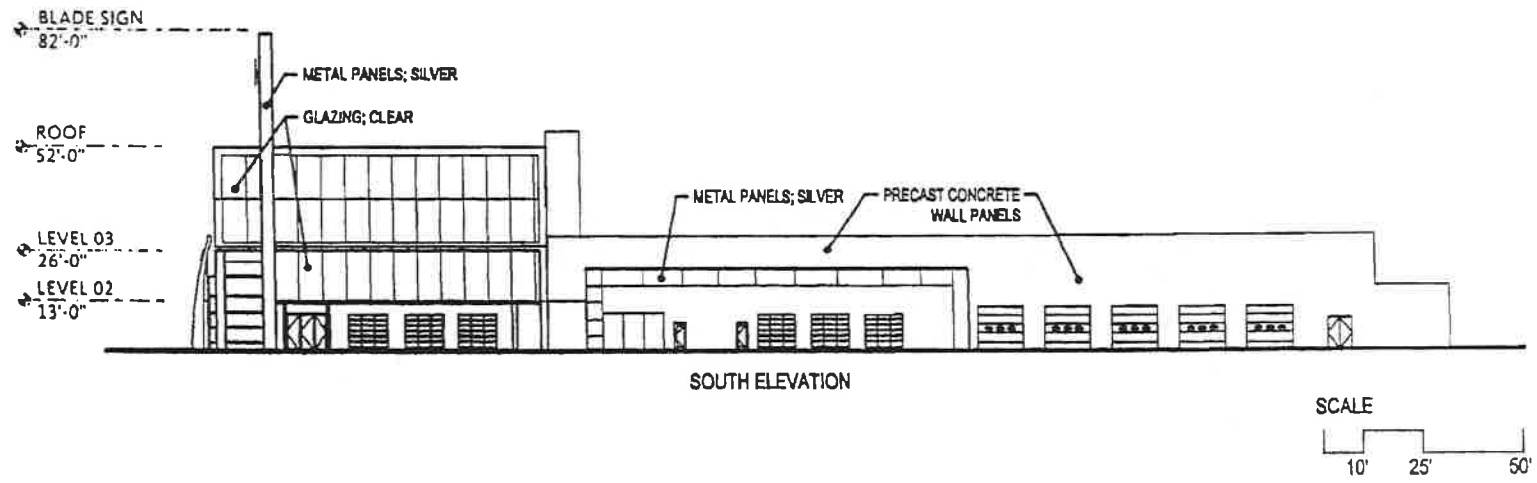 BLADE SIGN
82'-0"
METAL PANELS; SILVER
GLAZING; CLEAR
ROOF
52'-0"
METAL PANELS; SILVER
PRECAST CONCRETE
WALL PANELS
LEVEL 03
26'-0"
LEVEL 02
13'-0"
SOUTH ELEVATION
SCALE
10' 25' 50'